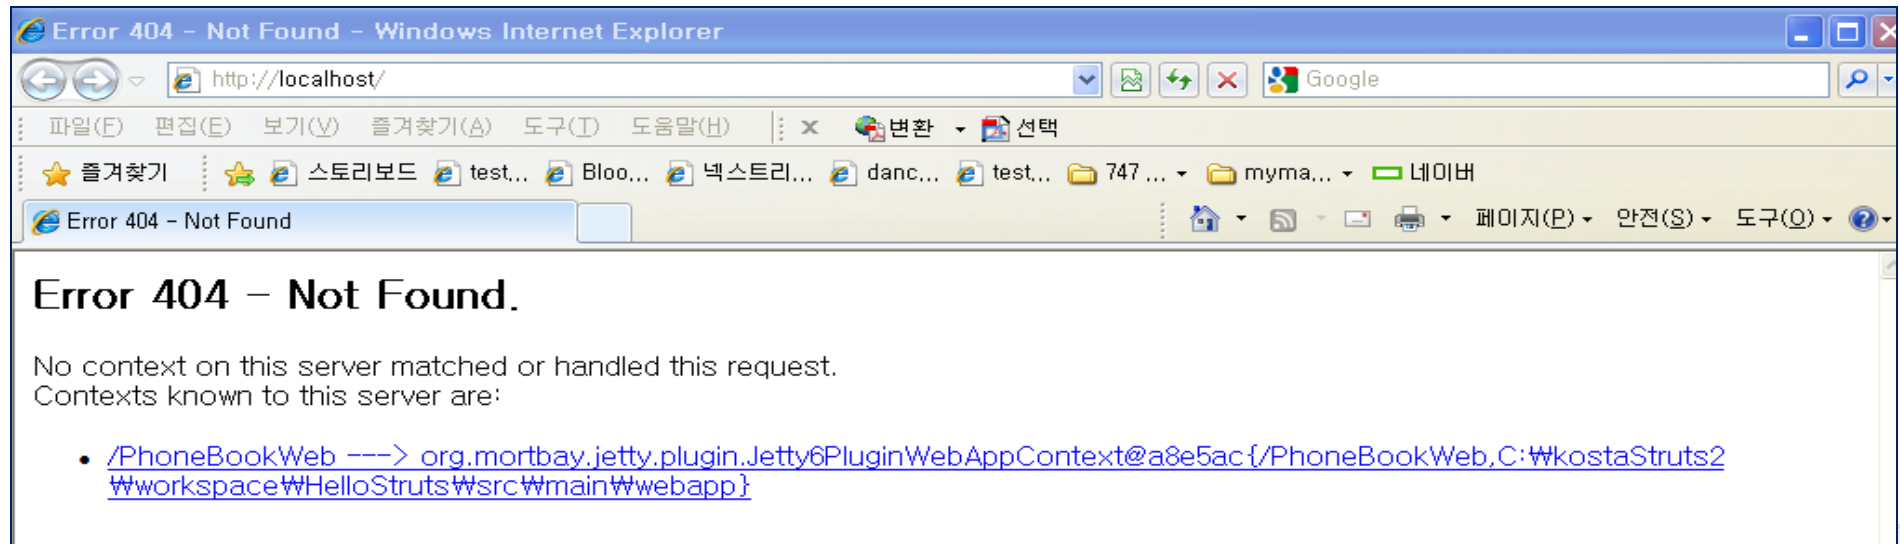 Error 404 - Not Found - Windows Internet Explorer
http://localhost/ Google
파일(F) 편집(E) 보기(V) 즐겨찾기(A) 도구(T) 도움말(H) x 변환 선택
즐겨찾기 스토리보드 test... Bloo... 넥스트리... danc... test... 747 ... myma... 네이버
Error 404 - Not Found 페이지(P) 안전(S) 도구(O)
Error 404 - Not Found.
No context on this server matched or handled this request.
Contexts known to this server are:
• /PhoneBookWeb ---> org.mortbay.jetty.plugin.Jetty6PluginWebAppContext@a8e5ac{/PhoneBookWeb,C:₩kostaStruts2
₩workspace₩HelloStruts₩src₩main₩webapp}